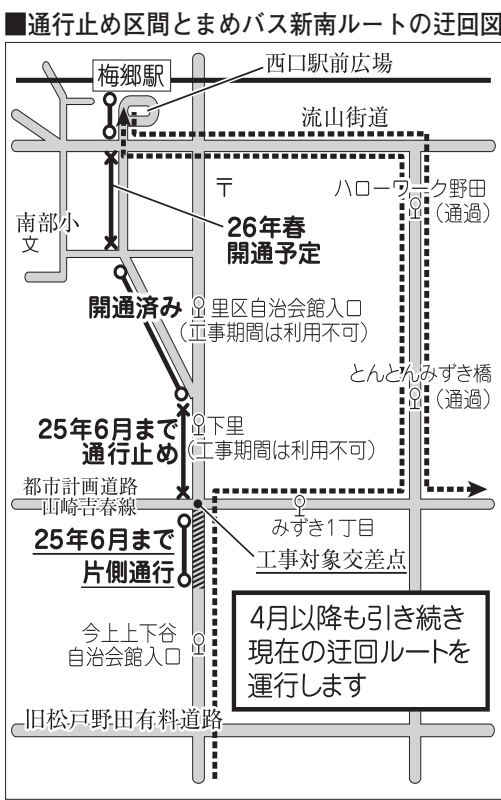 ■通行止め区間とまめバス新南ルートの迂回図
梅郷駅
西口駅前広場
流山街道
〒
ハローワーク野田
(通過)
南部小
文
26年春
開通予定
開通済み
里区自治会館入口
(工事期間は利用不可)
とんとんみずき橋
(通過)
25年6月まで
通行止め
下里
(工事期間は利用不可)
都市計画道路
山崎吉春線
みずき1丁目
25年6月まで
片側通行
工事対象交差点
今上上下谷
自治会館入口
4月以降も引き続き
現在の迂回ルートを
運行します
旧松戸野田有料道路